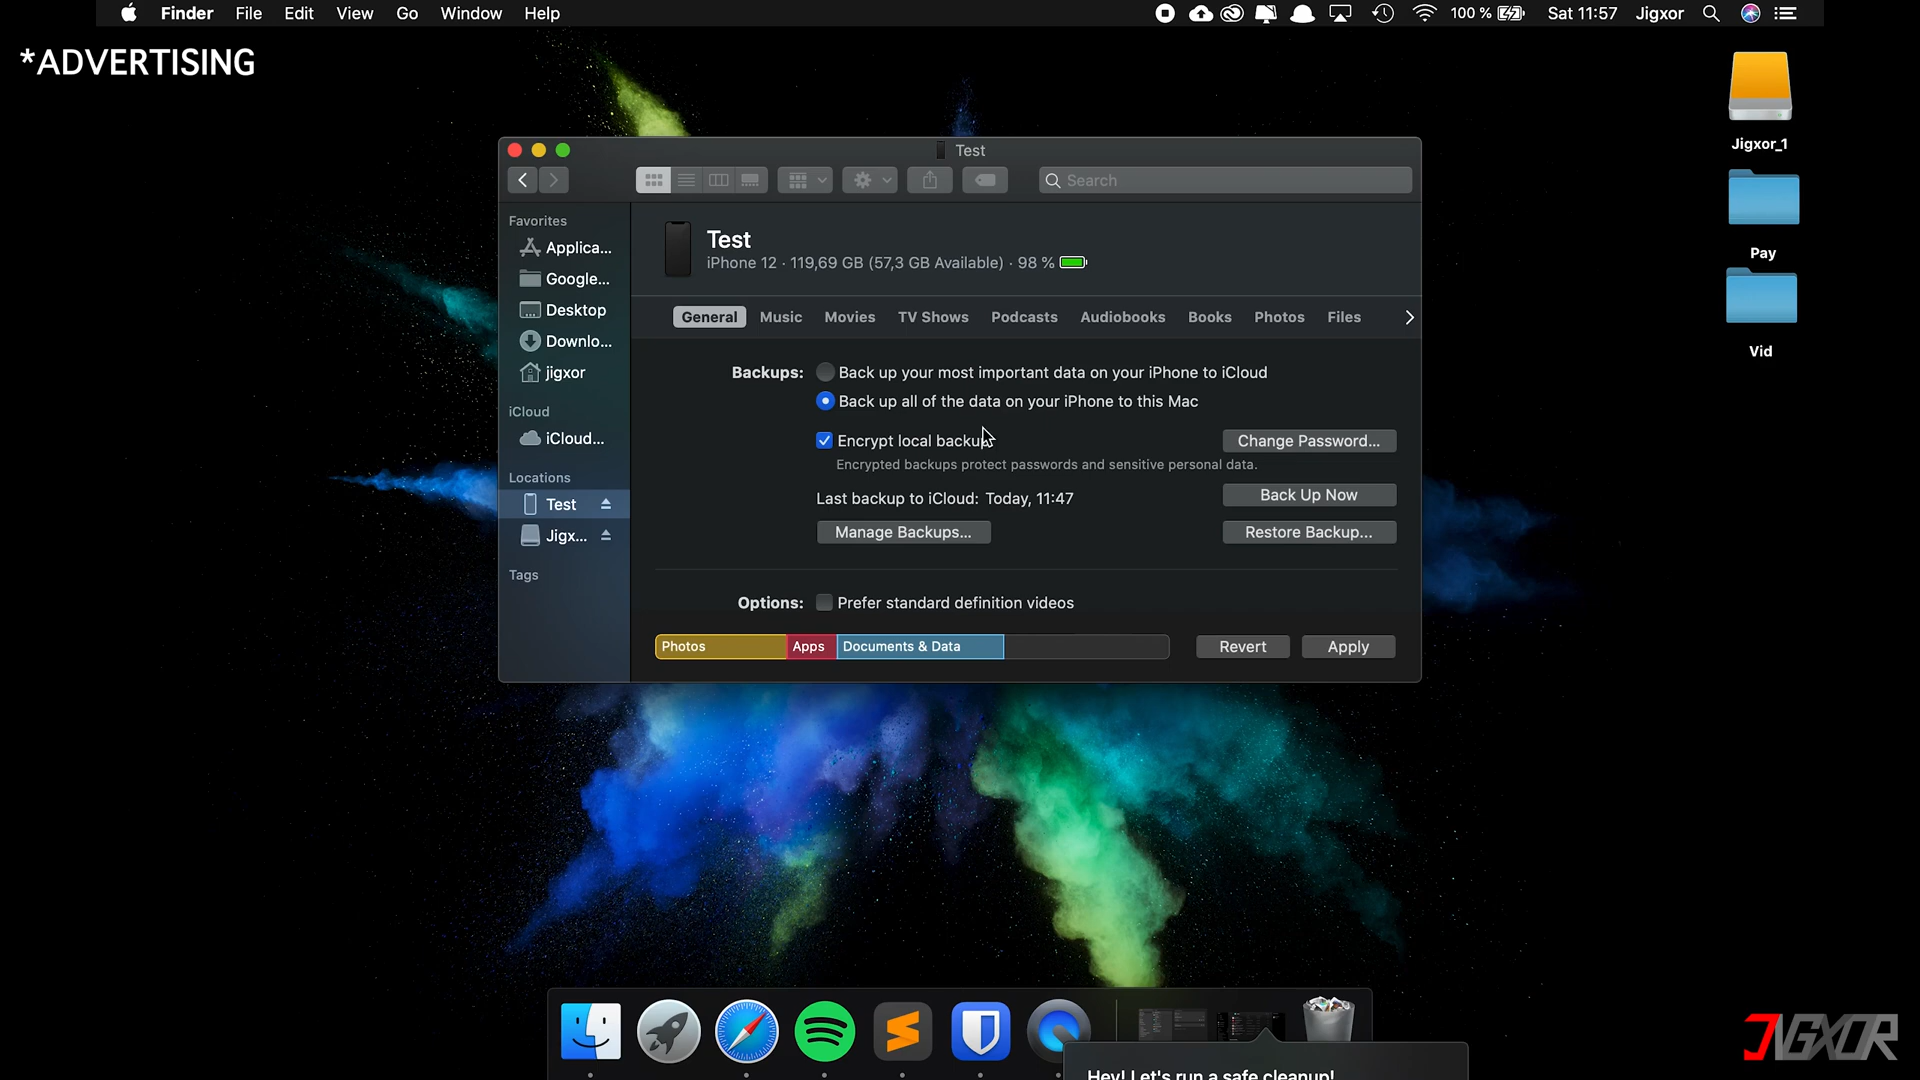 Finder File Edit View Go Window Help 100 % Sat 11:57 Jigxor
*ADVERTISING
Jigxor_1
Pay
Vid
Test
Search
Favorites
Applica...
Google...
Desktop
Downlo...
jigxor
iCloud
iCloud...
Locations
Test
Jigx...
Tags
Test
iPhone 12 · 119,69 GB (57,3 GB Available) · 98 %
General Music Movies TV Shows Podcasts Audiobooks Books Photos Files
Backups: Back up your most important data on your iPhone to iCloud
Back up all of the data on your iPhone to this Mac
Encrypt local backup Change Password...
Encrypted backups protect passwords and sensitive personal data.
Last backup to iCloud: Today, 11:47 Back Up Now
Manage Backups... Restore Backup...
Options: Prefer standard definition videos
Photos Apps Documents & Data Revert Apply
Hey! Let's run a safe cleanup!
JIGXOR